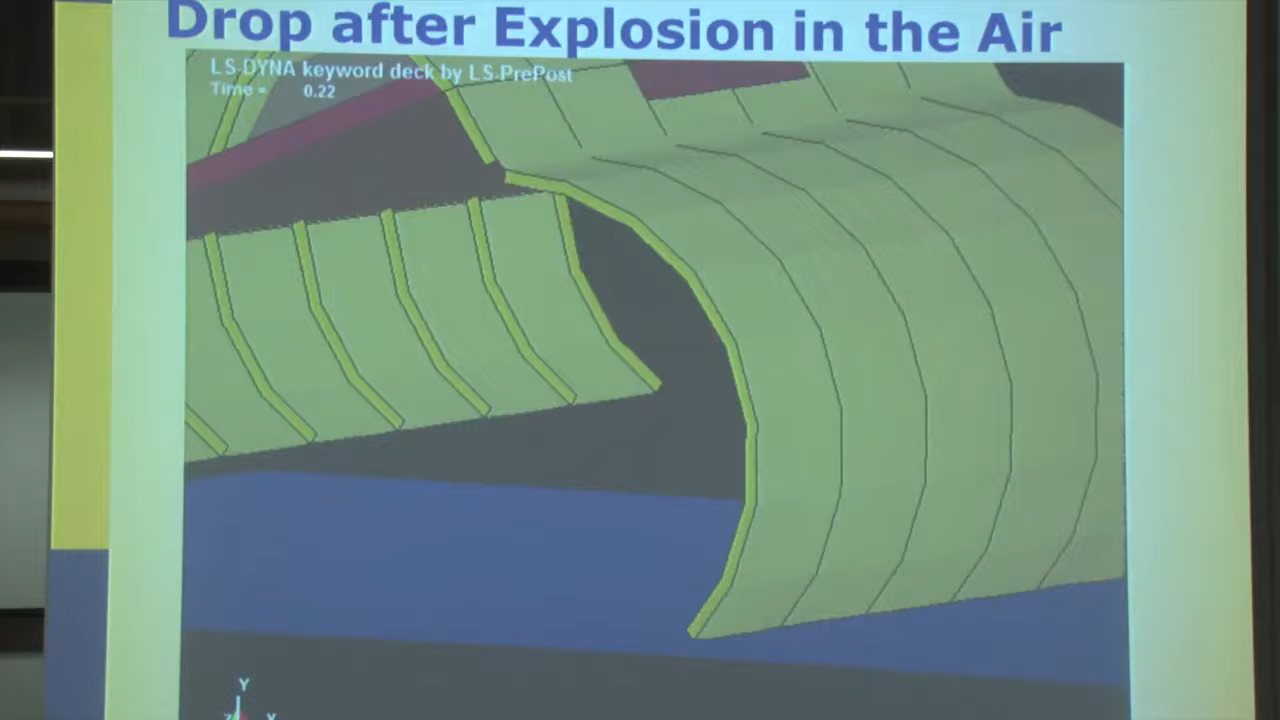 Drop after Explosion in the Air
LS-DYNA keyword deck by LS-PrePost
Time = 0.22
Y
Z X